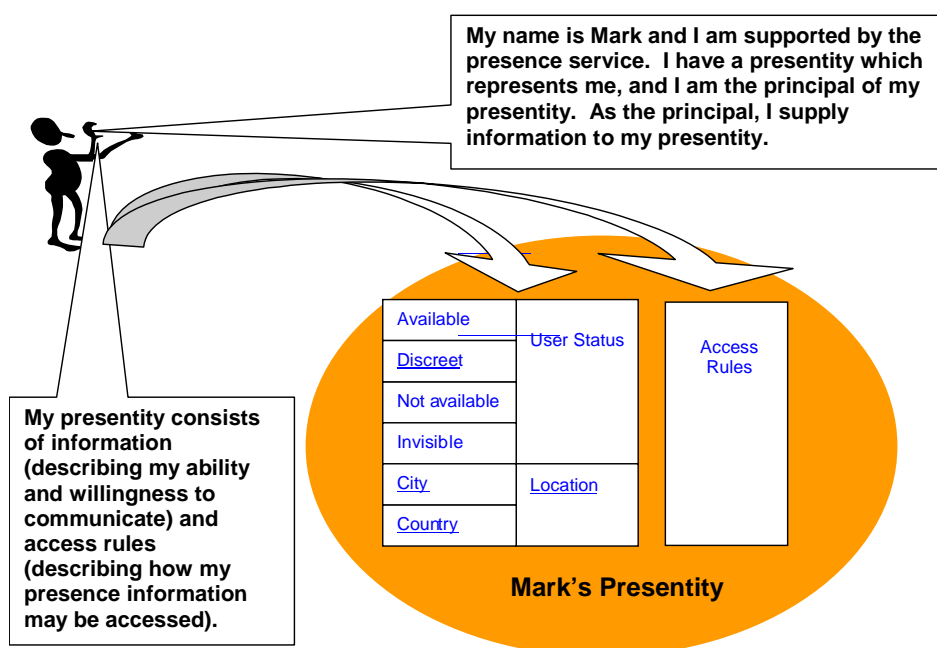 My name is Mark and I am supported by the
presence service.  I have a presentity which
represents me, and I am the principal of my
presentity.  As the principal, I supply
information to my presentity.
Available
User Status
Discreet
Not available
Invisible
City
Location
Country
Access
Rules
My presentity consists
of information
(describing my ability
and willingness to
communicate) and
access rules
(describing how my
presence information
may be accessed).
Mark's Presentity